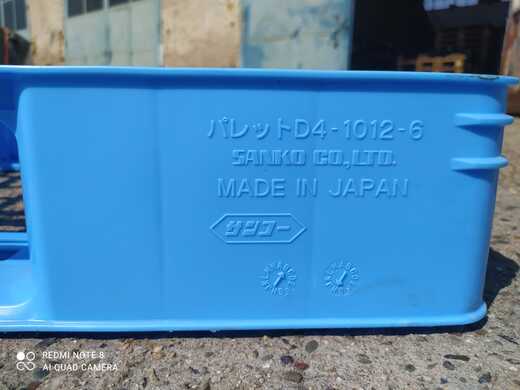 パレットD4-1012-6
SANKO CO.,LTD.
MADE IN JAPAN
サンコー
REDMI NOTE 8
AI QUAD CAMERA